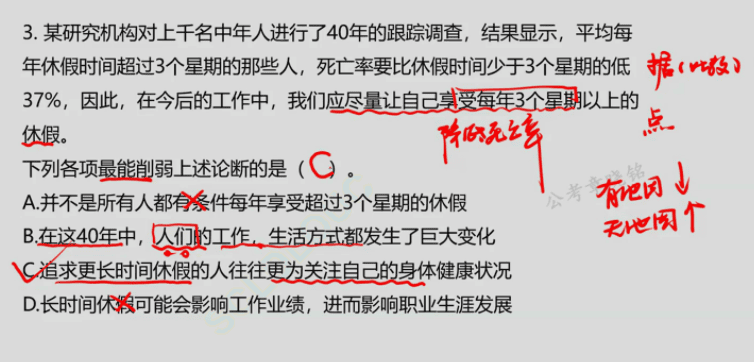 3. 某研究机构对上千名中年人进行了40年的跟踪调查，结果显示，平均每
年休假时间超过3个星期的那些人，死亡率要比休假时间少于3个星期的低
37%，因此，在今后的工作中，我们应尽量让自己享受每年3个星期以上的
休假。
据（比较）
点
降低死亡率
下列各项最能削弱上述论断的是（ C ）。
公考章晓铭
有他因↓
无他因个
A.并不是所有人都有条件每年享受超过3个星期的休假
B.在这40年中，人们的工作、生活方式都发生了巨大变化
C.追求更长时间休假的人往往更为关注自己的身体健康状况
D.长时间休假可能会影响工作业绩，进而影响职业生涯发展